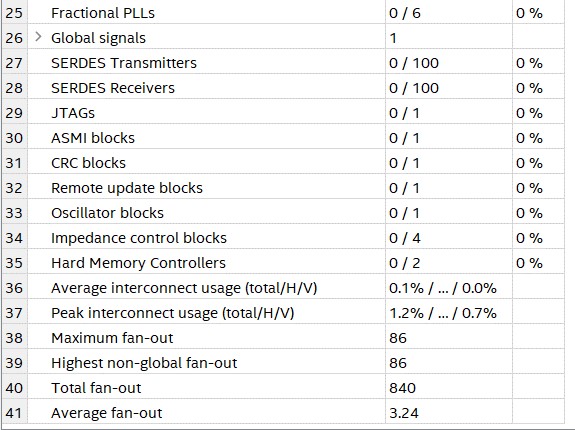 25 Fractional PLLs 0 / 6 0 %
26 > Global signals 1
27 SERDES Transmitters 0 / 100 0 %
28 SERDES Receivers 0 / 100 0 %
29 JTAGs 0 / 1 0 %
30 ASMI blocks 0 / 1 0 %
31 CRC blocks 0 / 1 0 %
32 Remote update blocks 0 / 1 0 %
33 Oscillator blocks 0 / 1 0 %
34 Impedance control blocks 0 / 4 0 %
35 Hard Memory Controllers 0 / 2 0 %
36 Average interconnect usage (total/H/V) 0.1% / ... / 0.0%
37 Peak interconnect usage (total/H/V) 1.2% / ... / 0.7%
38 Maximum fan-out 86
39 Highest non-global fan-out 86
40 Total fan-out 840
41 Average fan-out 3.24